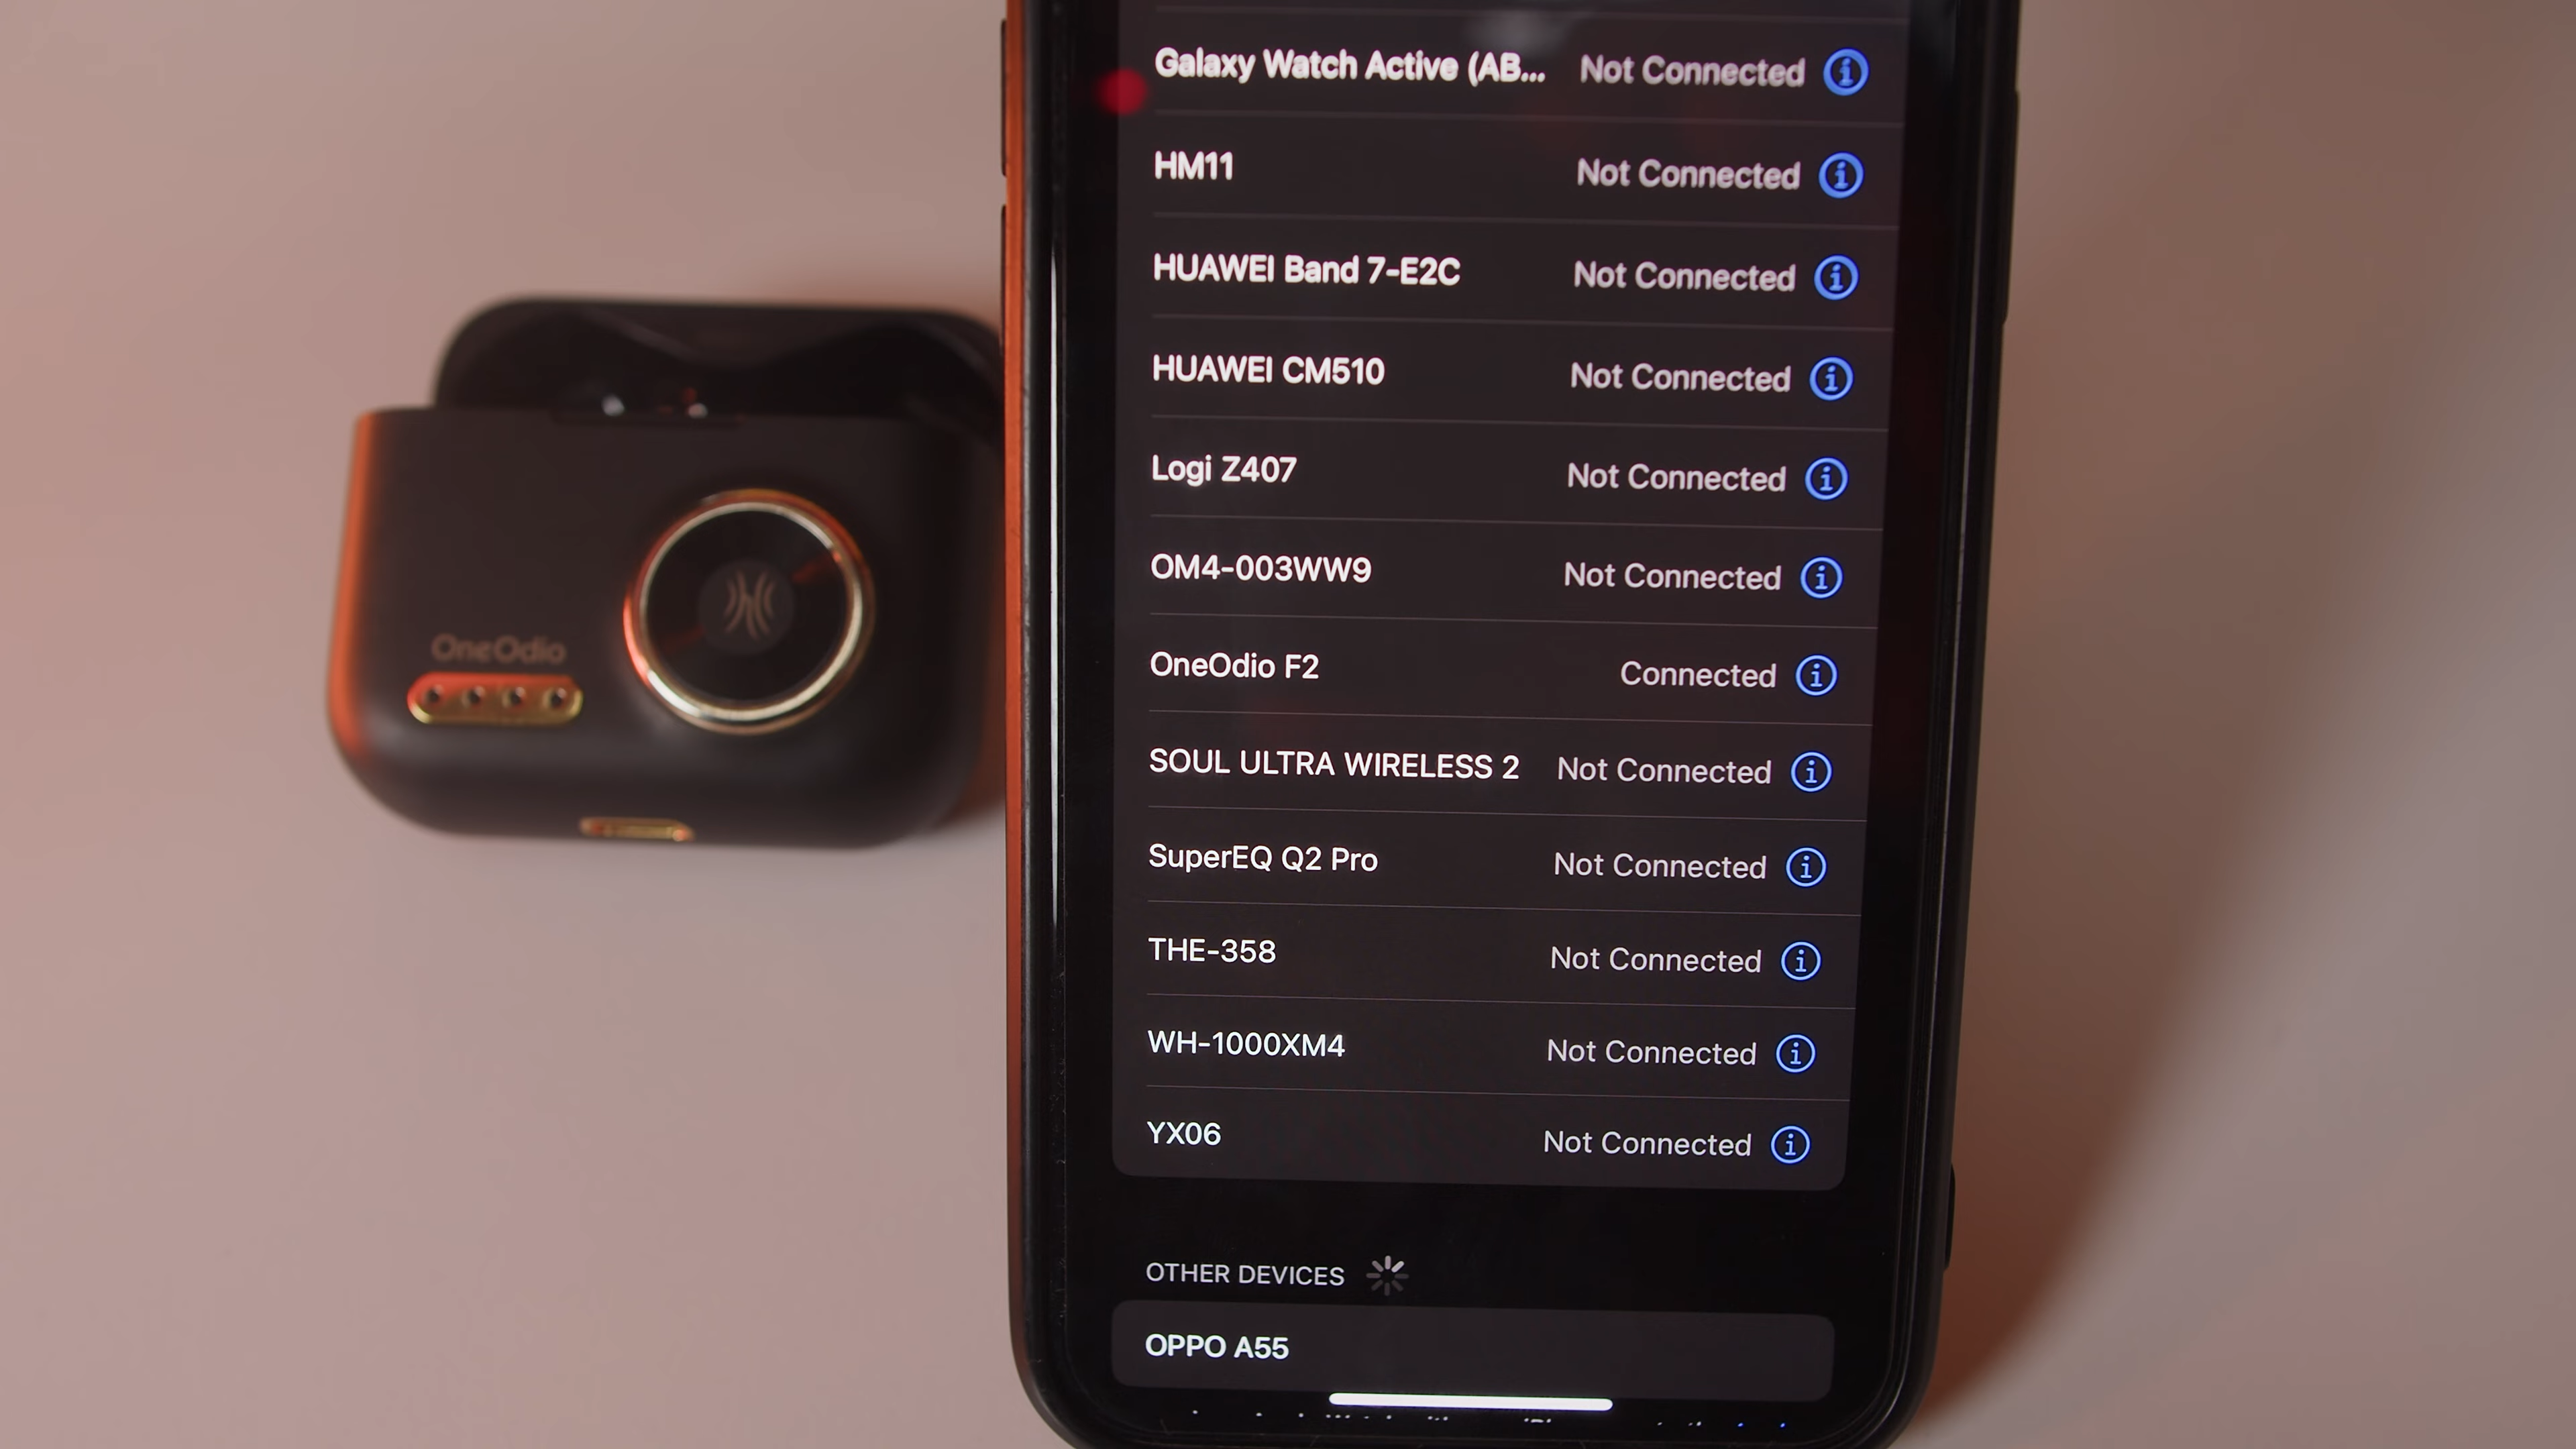 Galaxy Watch Active (AB... Not Connected
HM11 Not Connected
HUAWEI Band 7-E2C Not Connected
HUAWEI CM510 Not Connected
Logi Z407 Not Connected
OM4-003WW9 Not Connected
OneOdio F2 Connected
SOUL ULTRA WIRELESS 2 Not Connected
SuperEQ Q2 Pro Not Connected
THE-358 Not Connected
WH-1000XM4 Not Connected
YX06 Not Connected
OTHER DEVICES
OPPO A55
OneOdio